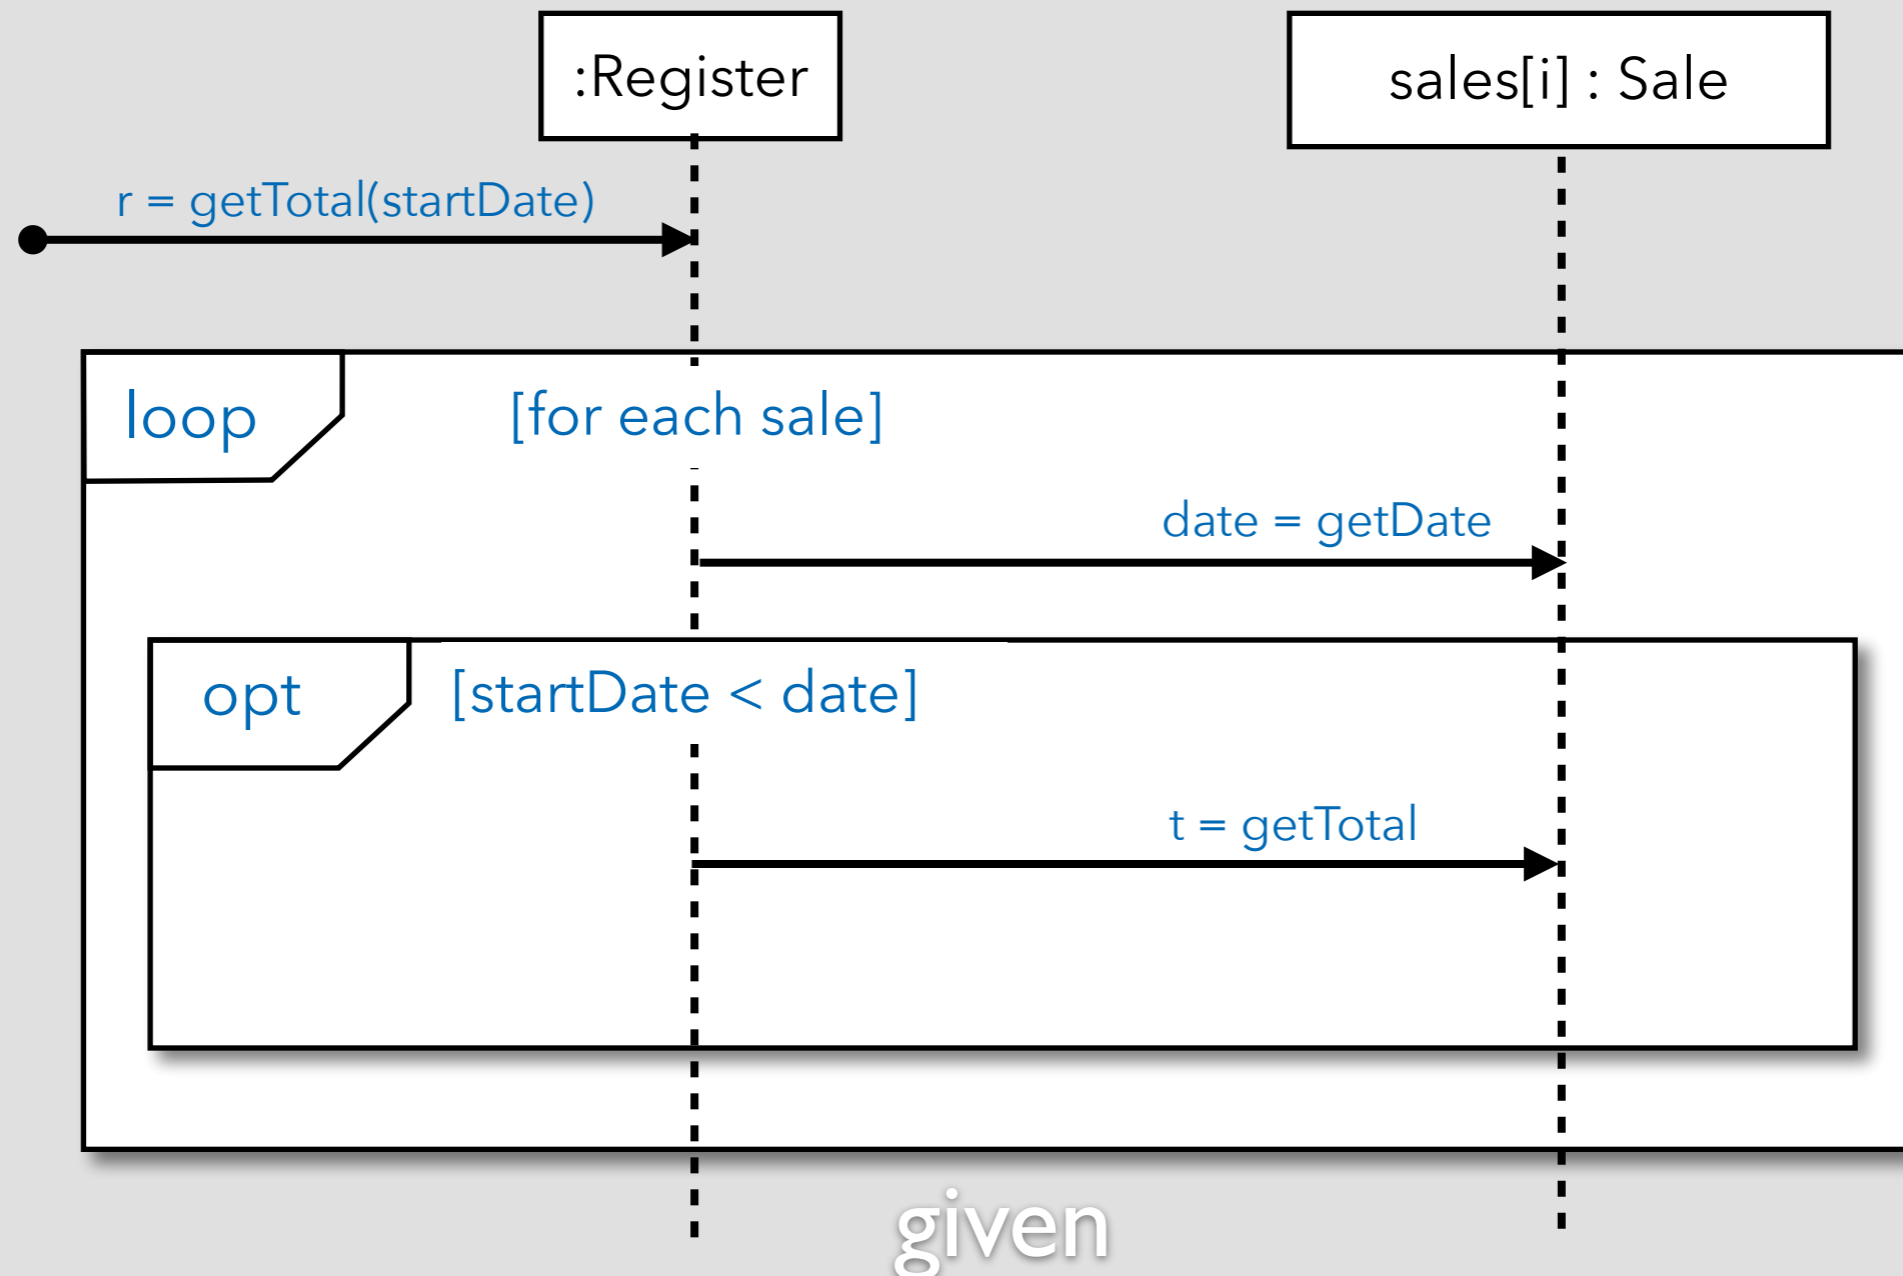 :Register
sales[i] : Sale
r = getTotal(startDate)
loop
[for each sale]
date = getDate
opt
[startDate < date]
t = getTotal
given